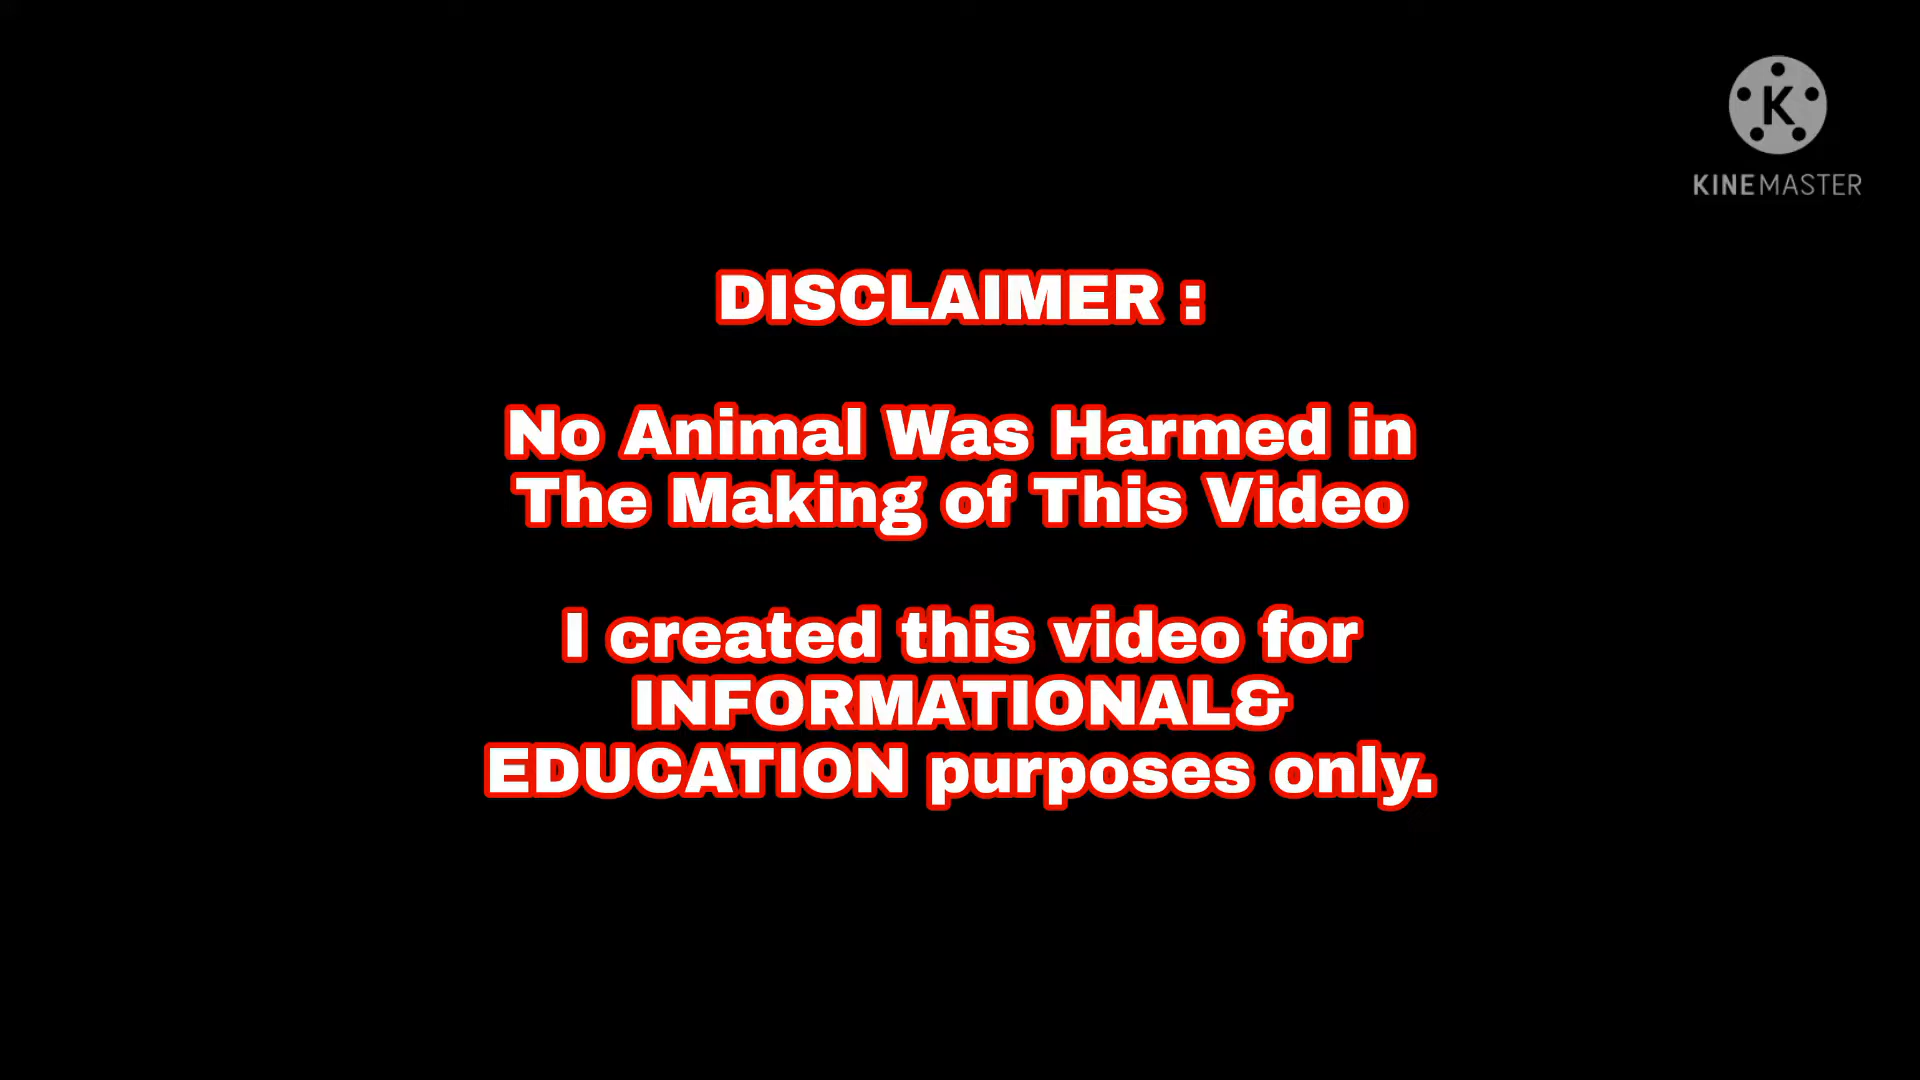 K
KINEMASTER
DISCLAIMER :
No Animal Was Harmed in
The Making of This Video
I created this video for
INFORMATIONAL&
EDUCATION purposes only.